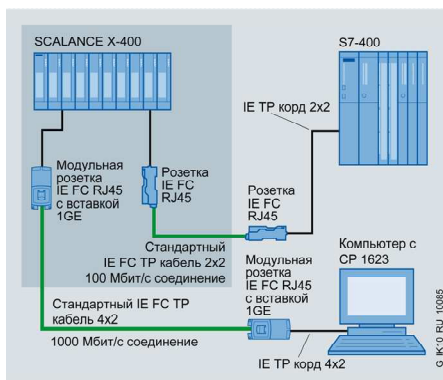 SCALANCE X-400
S7-400
IE TP корд 2x2
Модульная
розетка
IE FC RJ45
с вставкой
1GE
Розетка
IE FC
RJ45
Розетка
IE FC
RJ45
Стандартный
IE FC TP кабель 2x2
100 Мбит/с соединение
Модульная
розетка
IE FC RJ45
с вставкой
1GE
Компьютер с
CP 1623
Стандартный IE FC TP
кабель 4x2
1000 Мбит/с соединение
IE TP корд 4x2
G_IK10_RU_10085